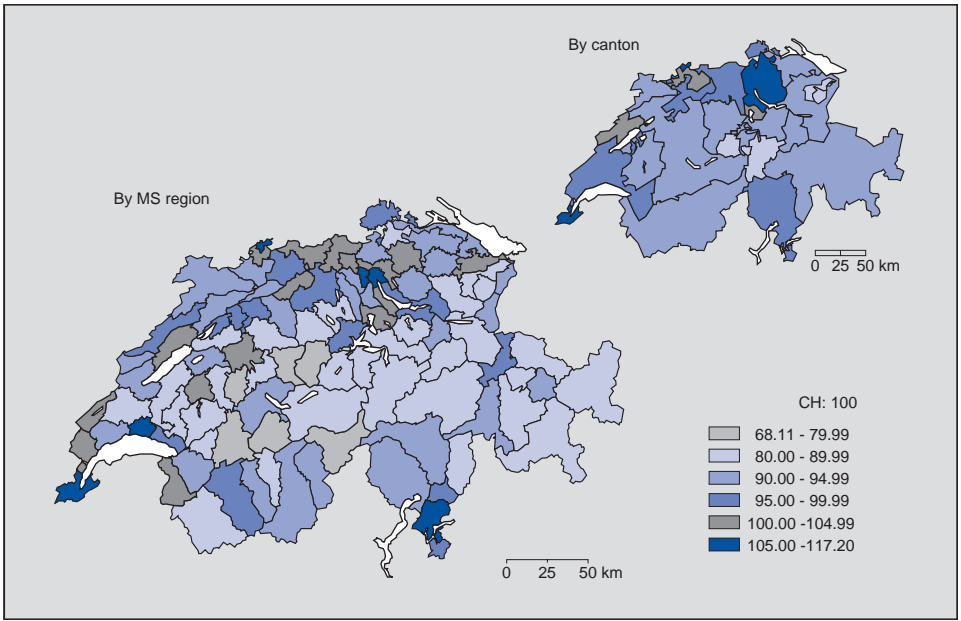 By canton
0 25 50 km
By MS region
CH: 100
68.11 - 79.99
80.00 - 89.99
90.00 - 94.99
95.00 - 99.99
100.00 -104.99
105.00 -117.20
0 25 50 km